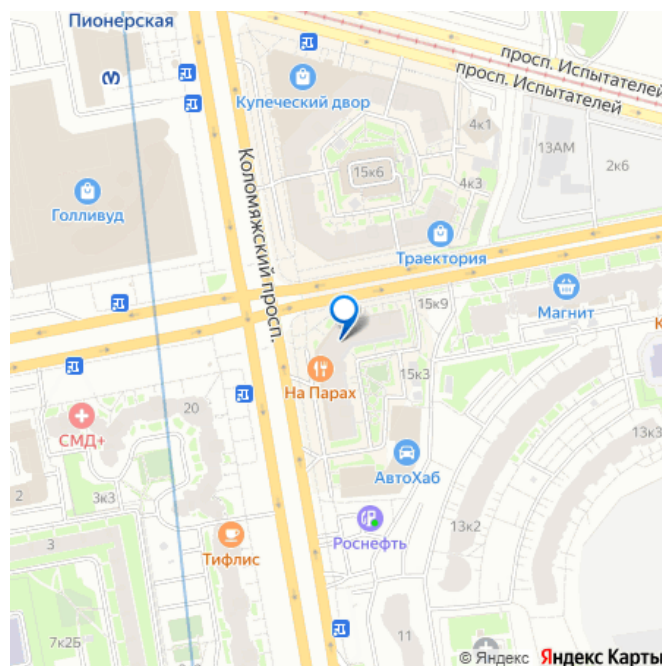 Пионерская
просп. Испытателей
просп. Испытателей
Купеческий двор
4к1
13АМ
2к6
15к6
4к3
Голливуд
Коломяжский просп.
Траектория
15к9
Магнит
К
На Парах
15к3
20
СМД+
13к3
АвтоХаб
2
3к3
Роснефть
13к2
3
Тифлис
7к25
11
© Яндекс Яндекс Карты